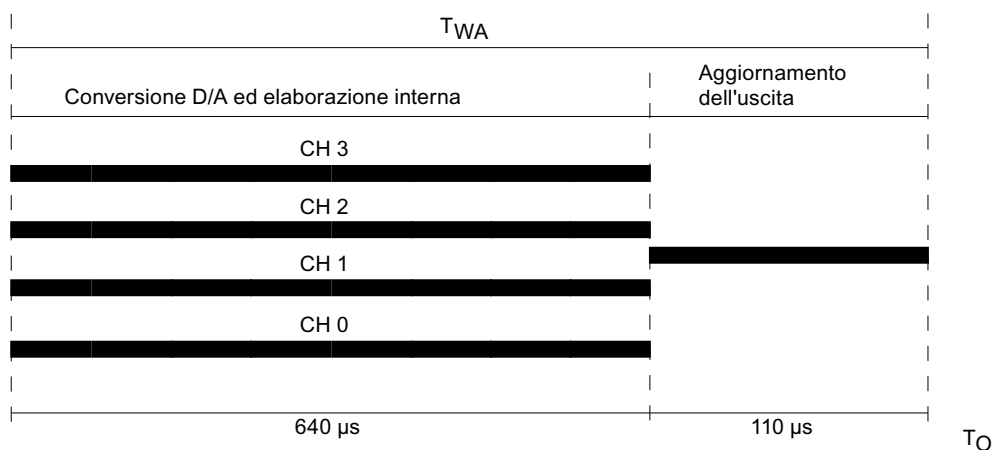 TWA
Aggiornamento
dell'uscita
Conversione D/A ed elaborazione interna
CH 3
CH 2
CH 1
CH 0
640 µs
110 µs
TO